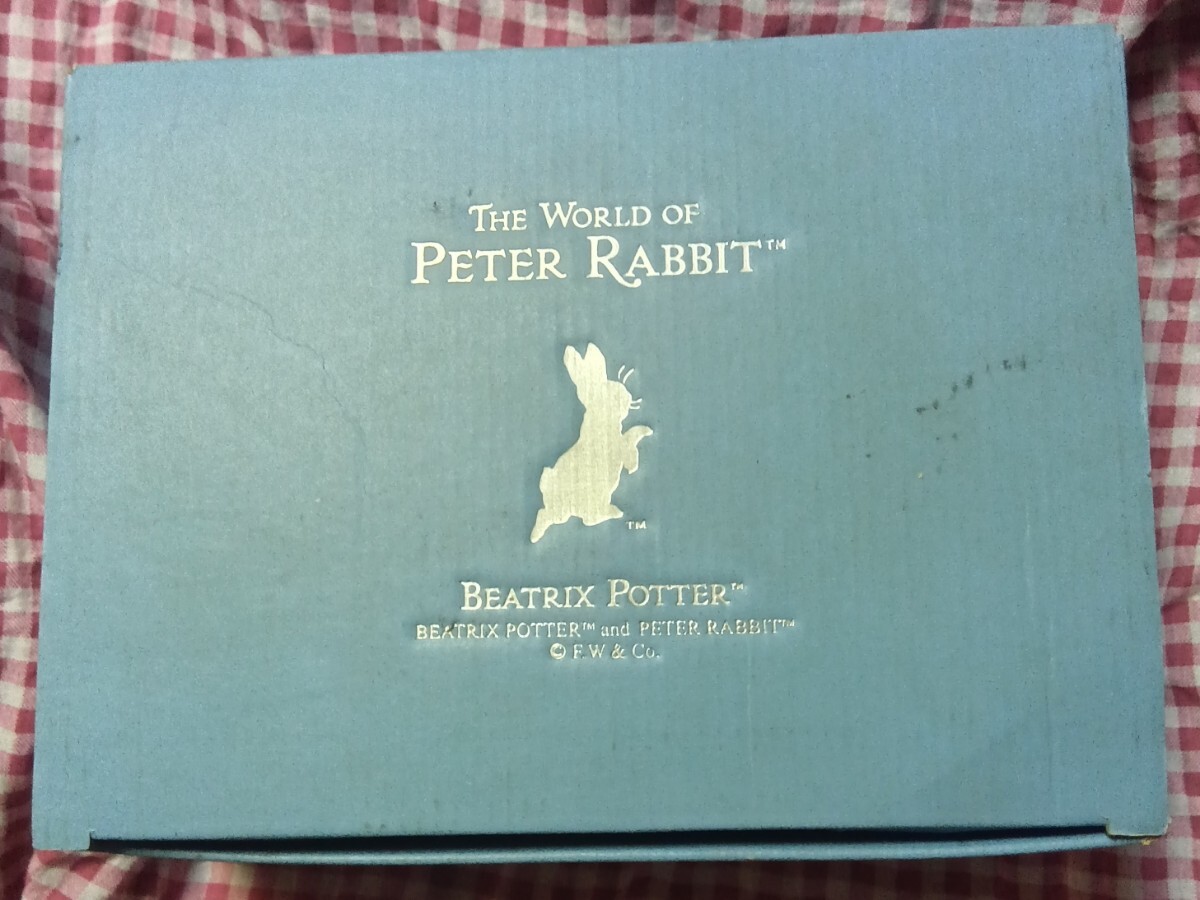 THE WORLD OF
PETER RABBIT™
™
BEATRIX POTTER™
BEATRIX POTTER™ and PETER RABBIT™
© F.W & Co.